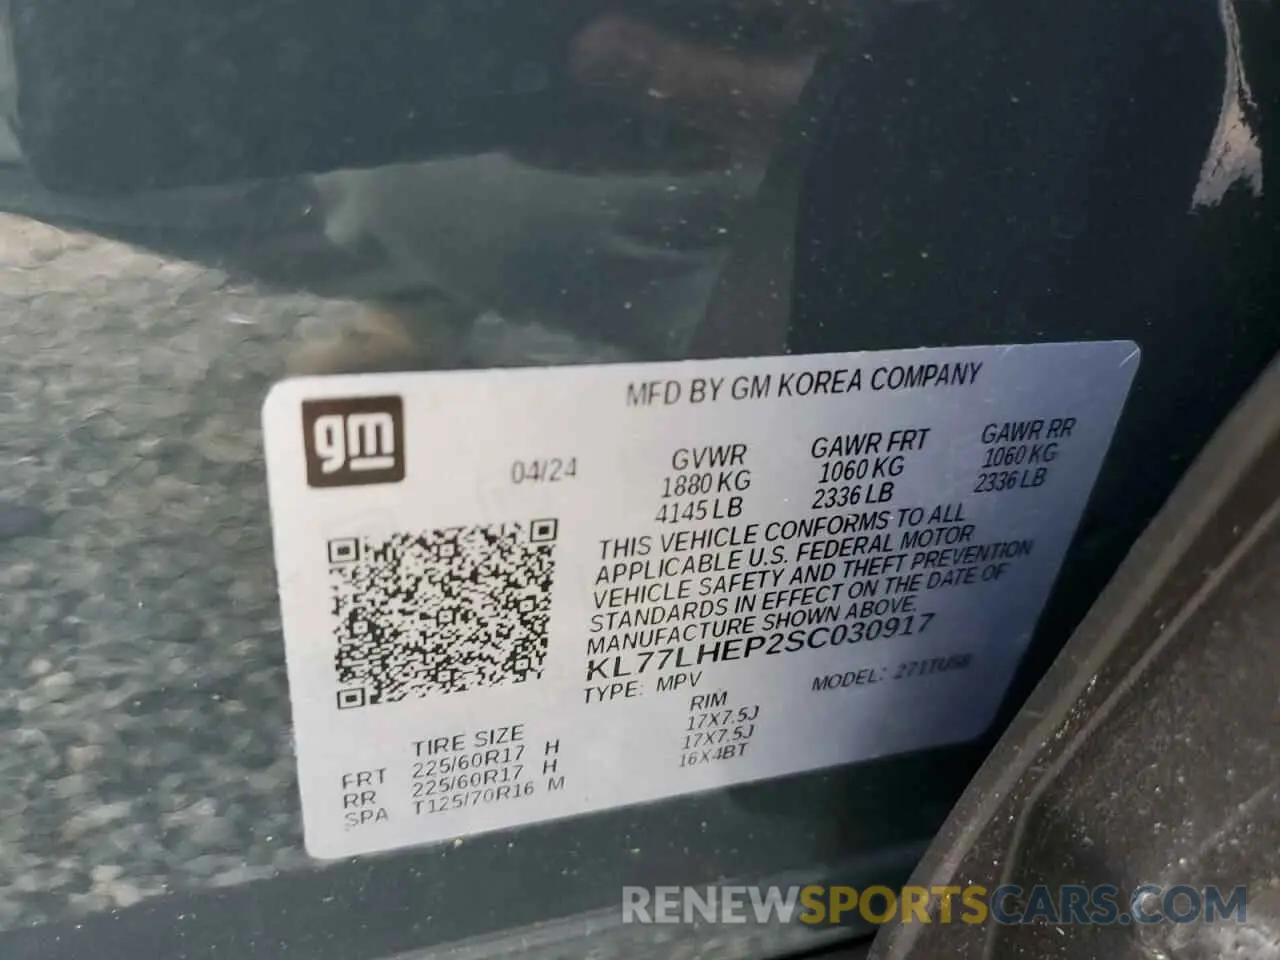 gm
MFD BY GM KOREA COMPANY
04/24
GVWR GAWR FRT GAWR RR
1880 KG 1060 KG 1060 KG
4145 LB 2336 LB 2336 LB
THIS VEHICLE CONFORMS TO ALL
APPLICABLE U.S. FEDERAL MOTOR
VEHICLE SAFETY AND THEFT PREVENTION
STANDARDS IN EFFECT ON THE DATE OF
MANUFACTURE SHOWN ABOVE.
KL77LHEP2SC030917
TYPE: MPV MODEL: 271TU58
TIRE SIZE RIM
FRT 225/60R17 H 17X7.5J
RR 225/60R17 H 17X7.5J
SPA T125/70R16 M 16X4BT
RENEWSPORTSCARS.COM